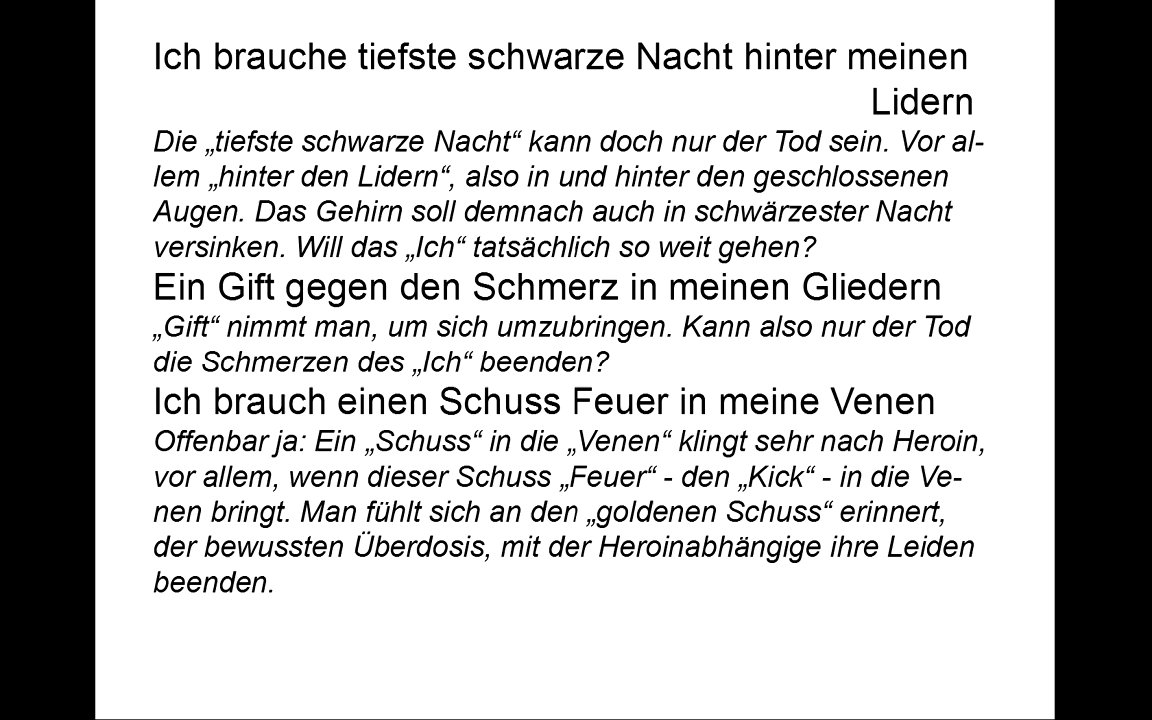 Ich brauche tiefste schwarze Nacht hinter meinen
Lidern
Die „tiefste schwarze Nacht“ kann doch nur der Tod sein. Vor al-
lem „hinter den Lidern“, also in und hinter den geschlossenen
Augen. Das Gehirn soll demnach auch in schwärzester Nacht
versinken. Will das „Ich“ tatsächlich so weit gehen?
Ein Gift gegen den Schmerz in meinen Gliedern
„Gift“ nimmt man, um sich umzubringen. Kann also nur der Tod
die Schmerzen des „Ich“ beenden?
Ich brauch einen Schuss Feuer in meine Venen
Offenbar ja: Ein „Schuss“ in die „Venen“ klingt sehr nach Heroin,
vor allem, wenn dieser Schuss „Feuer“ - den „Kick“ - in die Ve-
nen bringt. Man fühlt sich an den „goldenen Schuss“ erinnert,
der bewussten Überdosis, mit der Heroinabhängige ihre Leiden
beenden.